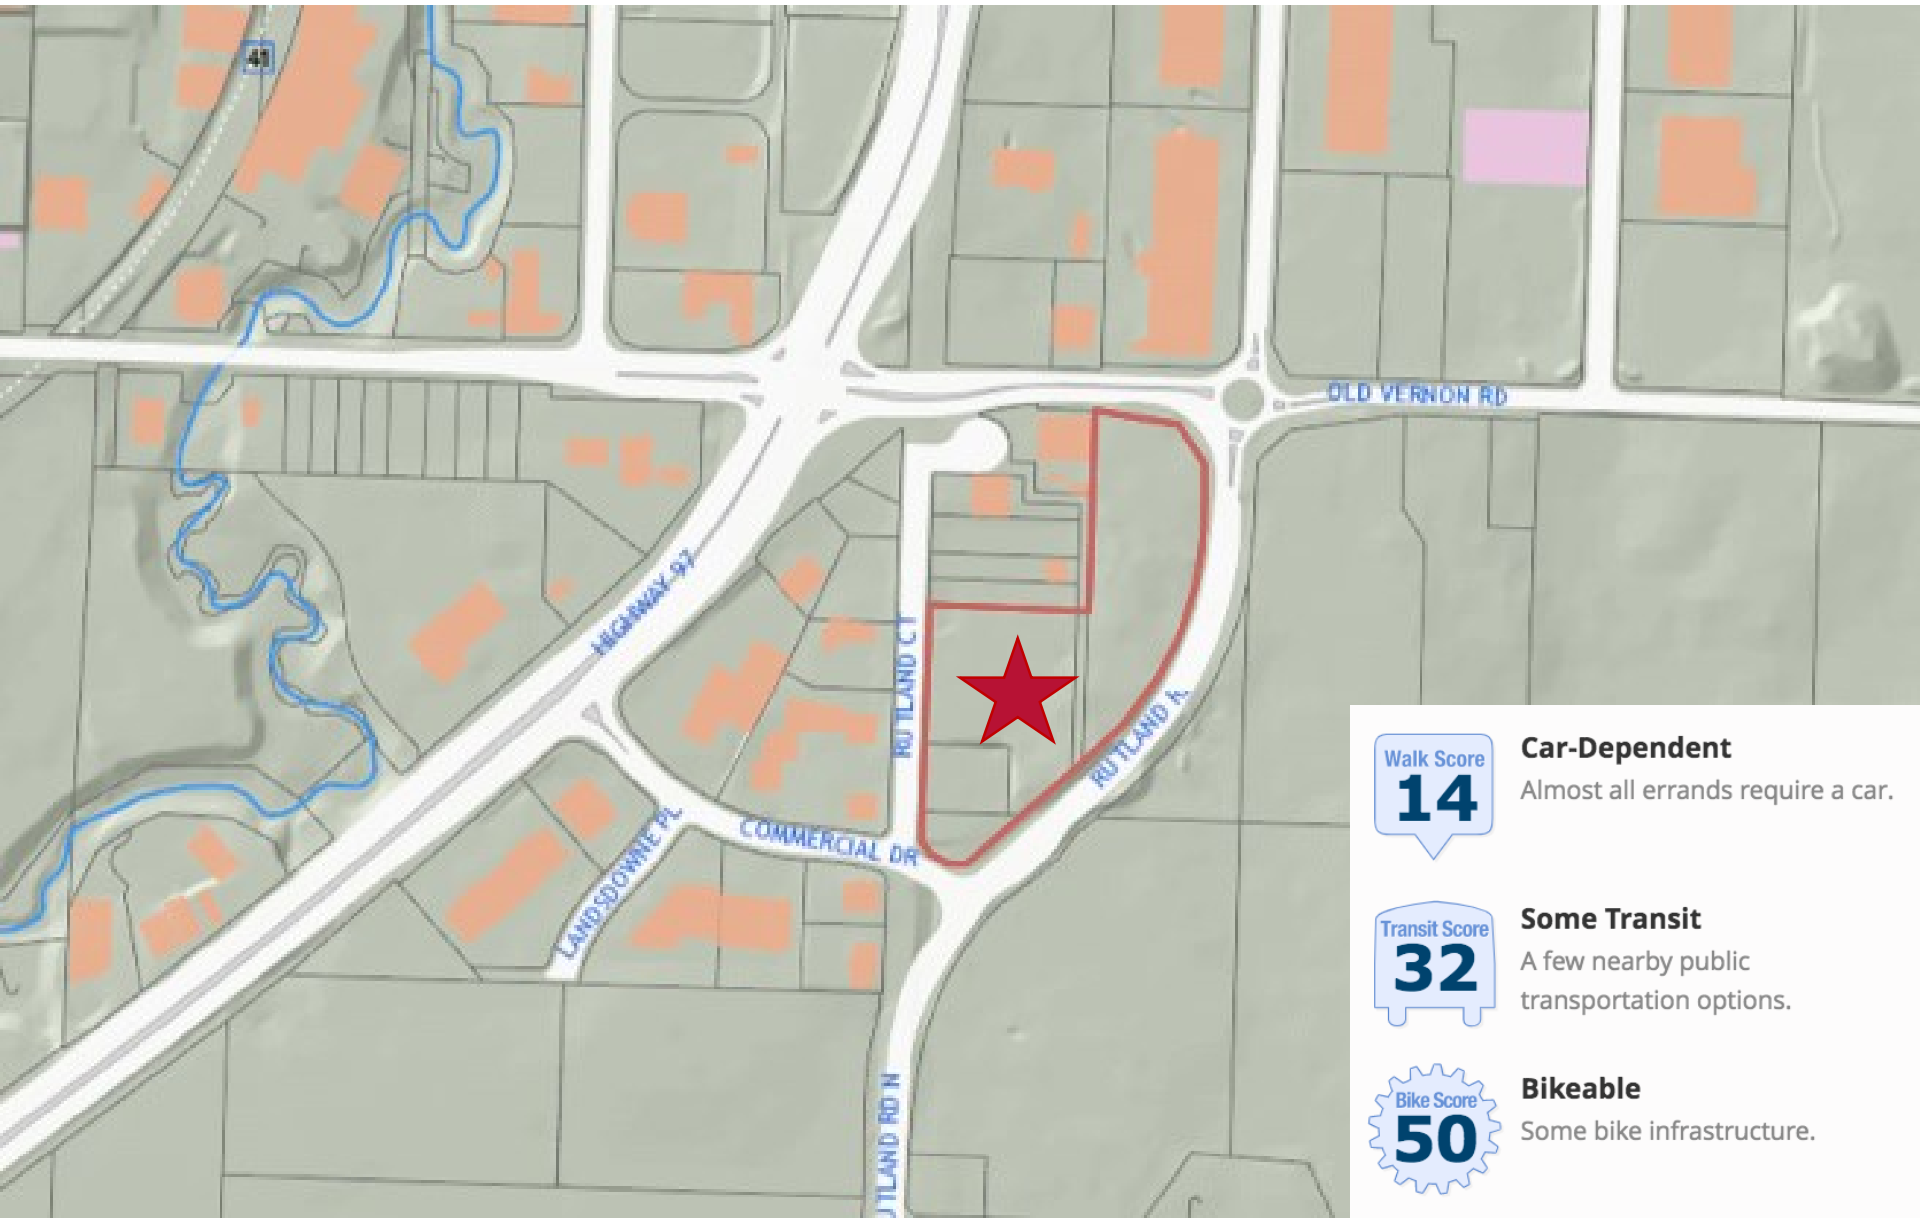 41
OLD VERNON RD
HIGHWAY 97
RUTLAND CT
RUTLAND R
COMMERCIAL DR
LANDSDOWNE PL
UTLAND RD N
Walk Score
14
Car-Dependent
Almost all errands require a car.
Transit Score
32
Some Transit
A few nearby public
transportation options.
Bike Score
50
Bikeable
Some bike infrastructure.